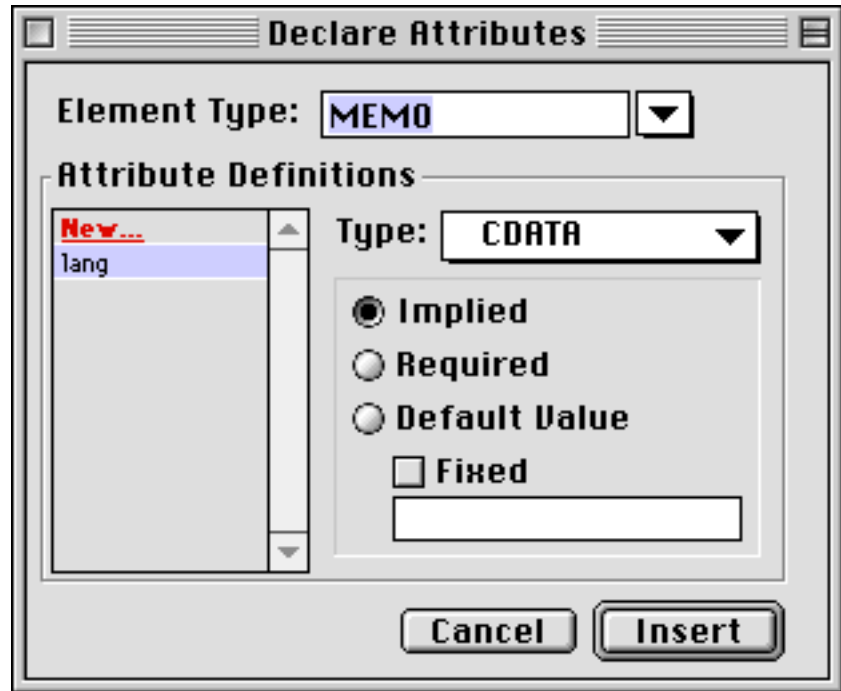 Declare Attributes
Element Type: MEMO
Attribute Definitions
New...
lang
Type: CDATA
Implied
Required
Default Value
Fixed
Cancel Insert